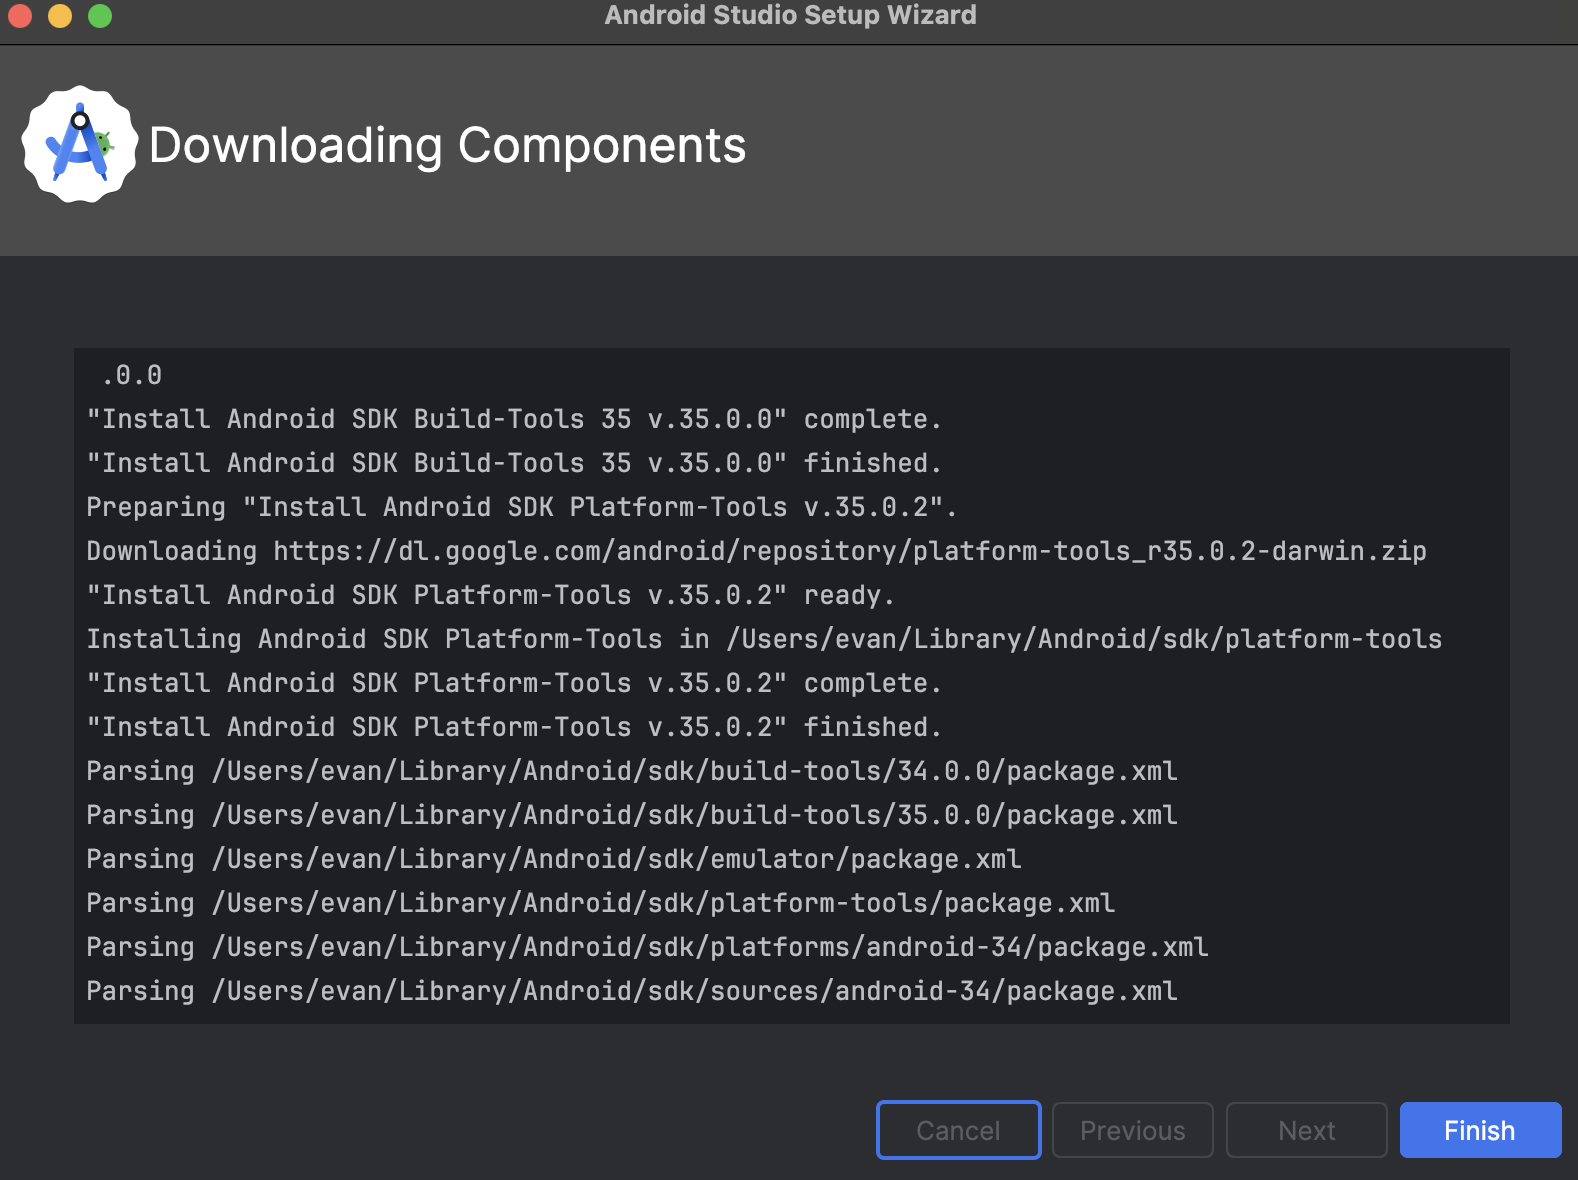 Android Studio Setup Wizard
Downloading Components
.0.0
"Install Android SDK Build-Tools 35 v.35.0.0" complete.
"Install Android SDK Build-Tools 35 v.35.0.0" finished.
Preparing "Install Android SDK Platform-Tools v.35.0.2".
Downloading https://dl.google.com/android/repository/platform-tools_r35.0.2-darwin.zip
"Install Android SDK Platform-Tools v.35.0.2" ready.
Installing Android SDK Platform-Tools in /Users/evan/Library/Android/sdk/platform-tools
"Install Android SDK Platform-Tools v.35.0.2" complete.
"Install Android SDK Platform-Tools v.35.0.2" finished.
Parsing /Users/evan/Library/Android/sdk/build-tools/34.0.0/package.xml
Parsing /Users/evan/Library/Android/sdk/build-tools/35.0.0/package.xml
Parsing /Users/evan/Library/Android/sdk/emulator/package.xml
Parsing /Users/evan/Library/Android/sdk/platform-tools/package.xml
Parsing /Users/evan/Library/Android/sdk/platforms/android-34/package.xml
Parsing /Users/evan/Library/Android/sdk/sources/android-34/package.xml
Cancel Previous Next Finish